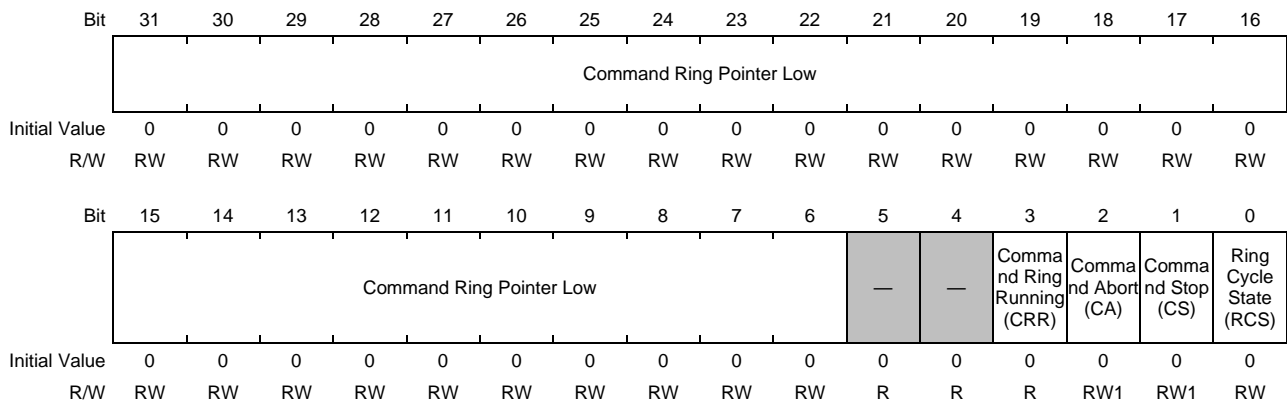 Bit 31 30 29 28 27 26 25 24 23 22 21 20 19 18 17 16
Command Ring Pointer Low
Initial Value 0 0 0 0 0 0 0 0 0 0 0 0 0 0 0 0
R/W RW RW RW RW RW RW RW RW RW RW RW RW RW RW RW RW
Bit 15 14 13 12 11 10 9 8 7 6 5 4 3 2 1 0
Command Ring Pointer Low
—
—
Comma
nd Ring
Running
(CRR)
Comma
nd Abort
(CA)
Comma
nd Stop
(CS)
Ring
Cycle
State
(RCS)
Initial Value 0 0 0 0 0 0 0 0 0 0 0 0 0 0 0 0
R/W RW RW RW RW RW RW RW RW RW RW R R R RW1 RW1 RW